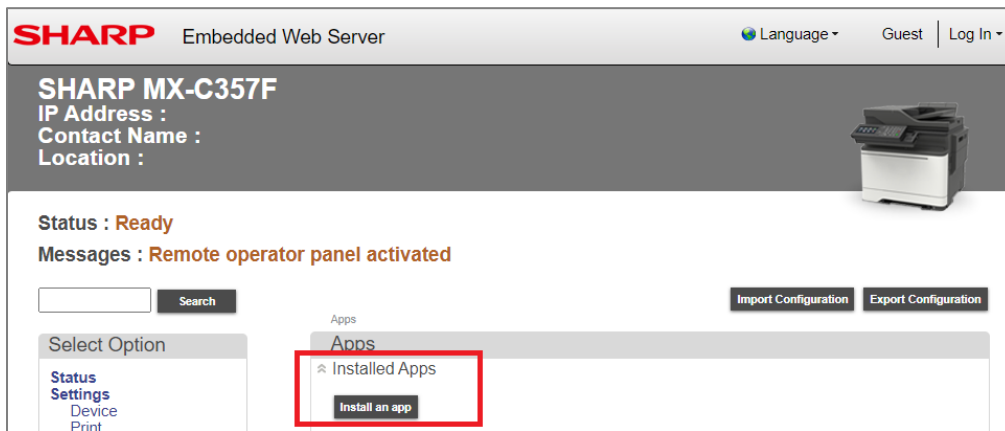 SHARP Embedded Web Server Language Guest Log In
SHARP MX-C357F
IP Address :
Contact Name :
Location :
Status : Ready
Messages : Remote operator panel activated
Search Import Configuration Export Configuration
Apps
Select Option
Apps
Status
Installed Apps
Settings
Device
Install an app
Print